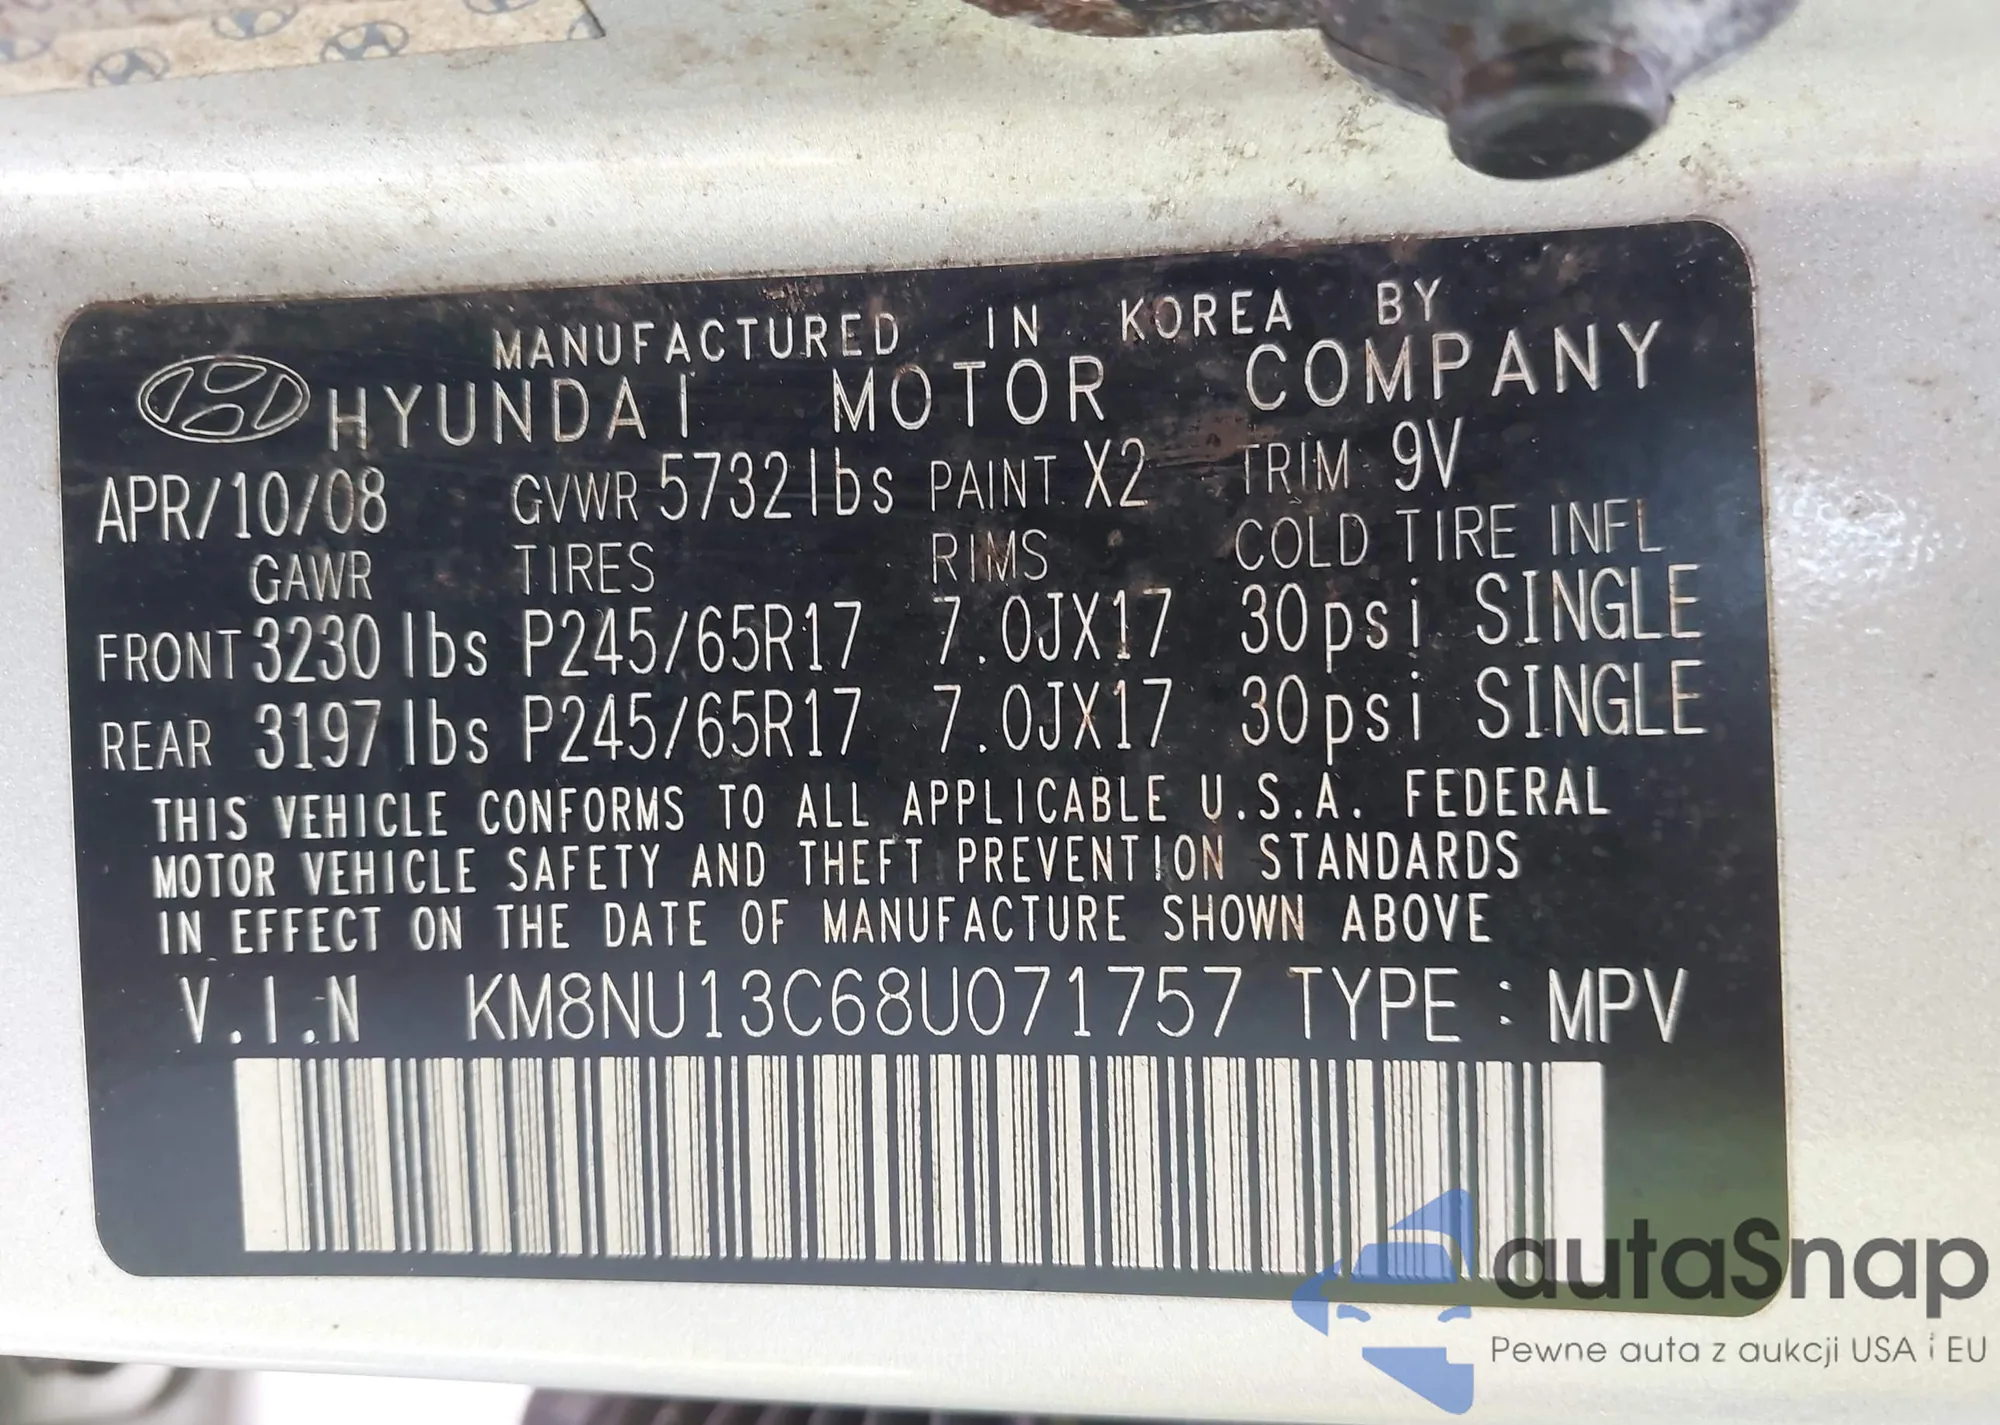 MANUFACTURED IN KOREA BY
HYUNDAI MOTOR COMPANY
APR/10/08 GVWR 5732lbs PAINT X2 TRIM 9V
GAWR TIRES RIMS COLD TIRE INFL
FRONT 3230 lbs P245/65R17 7.0JX17 30psi SINGLE
REAR 3197 lbs P245/65R17 7.0JX17 30psi SINGLE
THIS VEHICLE CONFORMS TO ALL APPLICABLE U.S.A. FEDERAL
MOTOR VEHICLE SAFETY AND THEFT PREVENTION STANDARDS
IN EFFECT ON THE DATE OF MANUFACTURE SHOWN ABOVE
V.I.N KM8NU13C68U071757 TYPE : MPV
autaSnap
Pewne auta z aukcji USA i EU